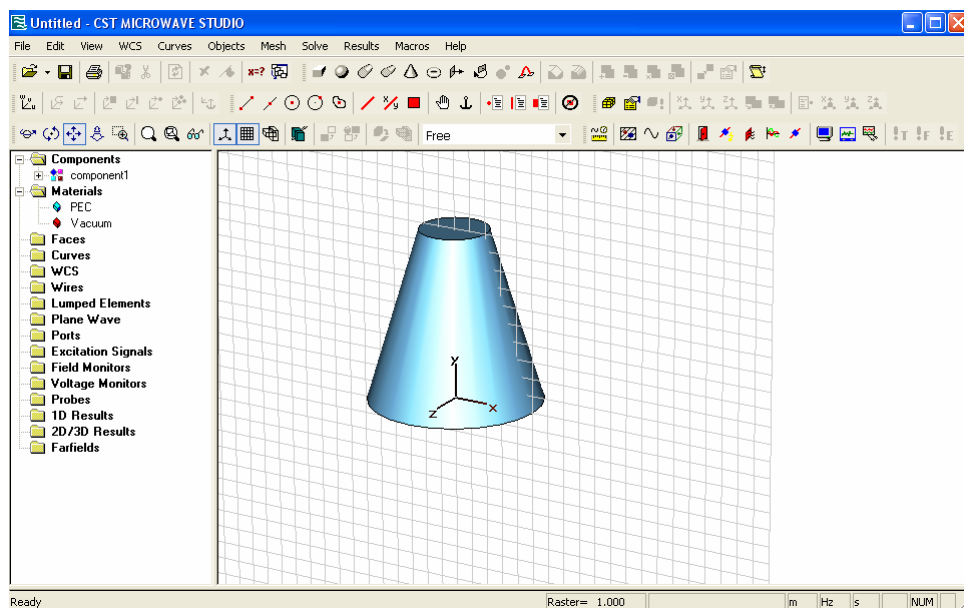 Untitled - CST MICROWAVE STUDIO
File Edit View WCS Curves Objects Mesh Solve Results Macros Help
x=?
Free
Components
component1
Materials
PEC
Vacuum
Faces
Curves
WCS
Wires
Lumped Elements
Plane Wave
Ports
Excitation Signals
Field Monitors
Voltage Monitors
Probes
1D Results
2D/3D Results
Farfields
Y
Z X
Ready Raster= 1.000 m Hz s NUM